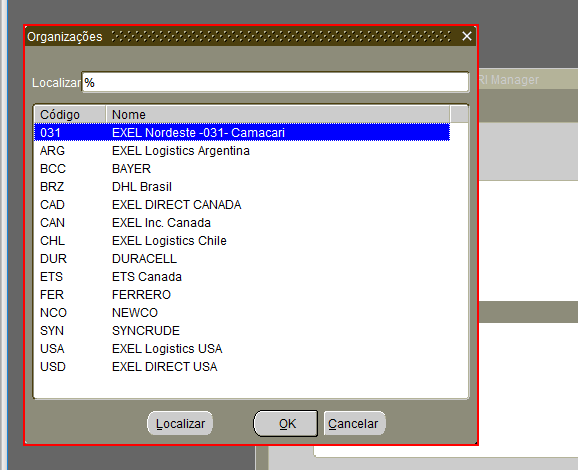 Organizações
Localizar %
RI Manager
Código Nome
031 EXEL Nordeste -031- Camacari
ARG EXEL Logistics Argentina
BCC BAYER
BRZ DHL Brasil
CAD EXEL DIRECT CANADA
CAN EXEL Inc. Canada
CHL EXEL Logistics Chile
DUR DURACELL
ETS ETS Canada
FER FERRERO
NCO NEWCO
SYN SYNCRUDE
USA EXEL Logistics USA
USD EXEL DIRECT USA
Localizar OK Cancelar